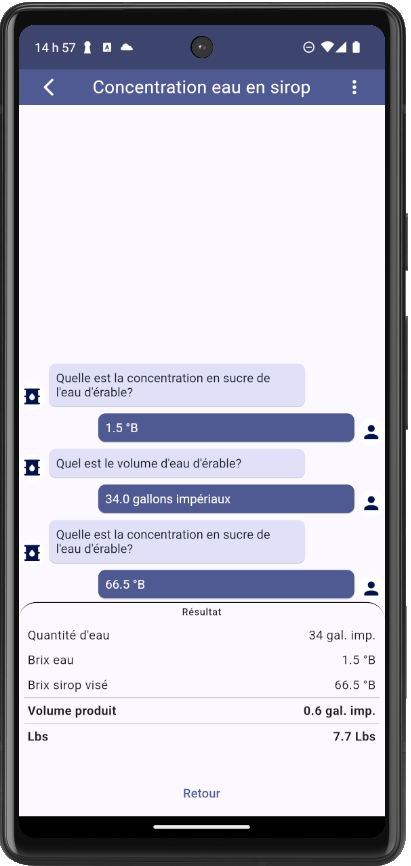 14 h 57
Concentration eau en sirop
Quelle est la concentration en sucre de
l'eau d'érable?
1.5 °B
Quel est le volume d'eau d'érable?
34.0 gallons impériaux
Quelle est la concentration en sucre de
l'eau d'érable?
66.5 °B
Résultat
Quantité d'eau 34 gal. imp.
Brix eau 1.5 °B
Brix sirop visé 66.5 °B
Volume produit 0.6 gal. imp.
Lbs 7.7 Lbs
Retour